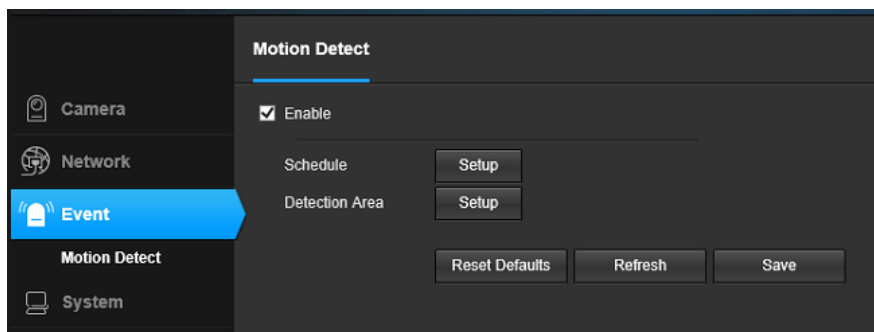 Motion Detect
Camera
Enable
Network
Schedule Setup
Event
Detection Area Setup
Motion Detect
Reset Defaults Refresh Save
System